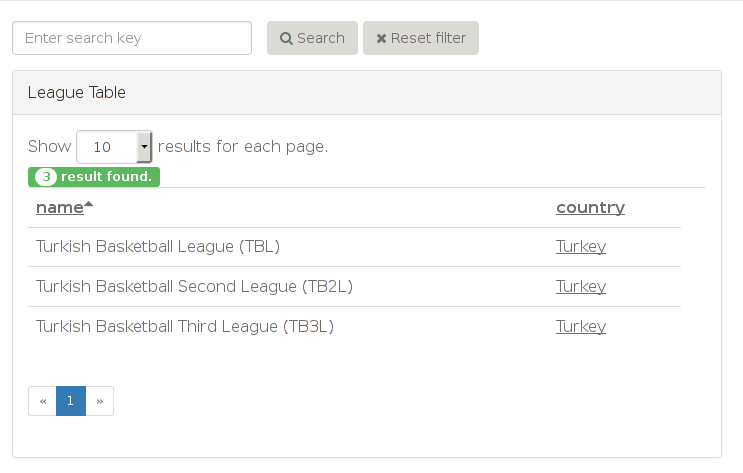 Enter search key
Search
Reset filter
League Table
Show 10 results for each page.
3 result found.
name country
Turkish Basketball League (TBL) Turkey
Turkish Basketball Second League (TB2L) Turkey
Turkish Basketball Third League (TB3L) Turkey
« 1 »